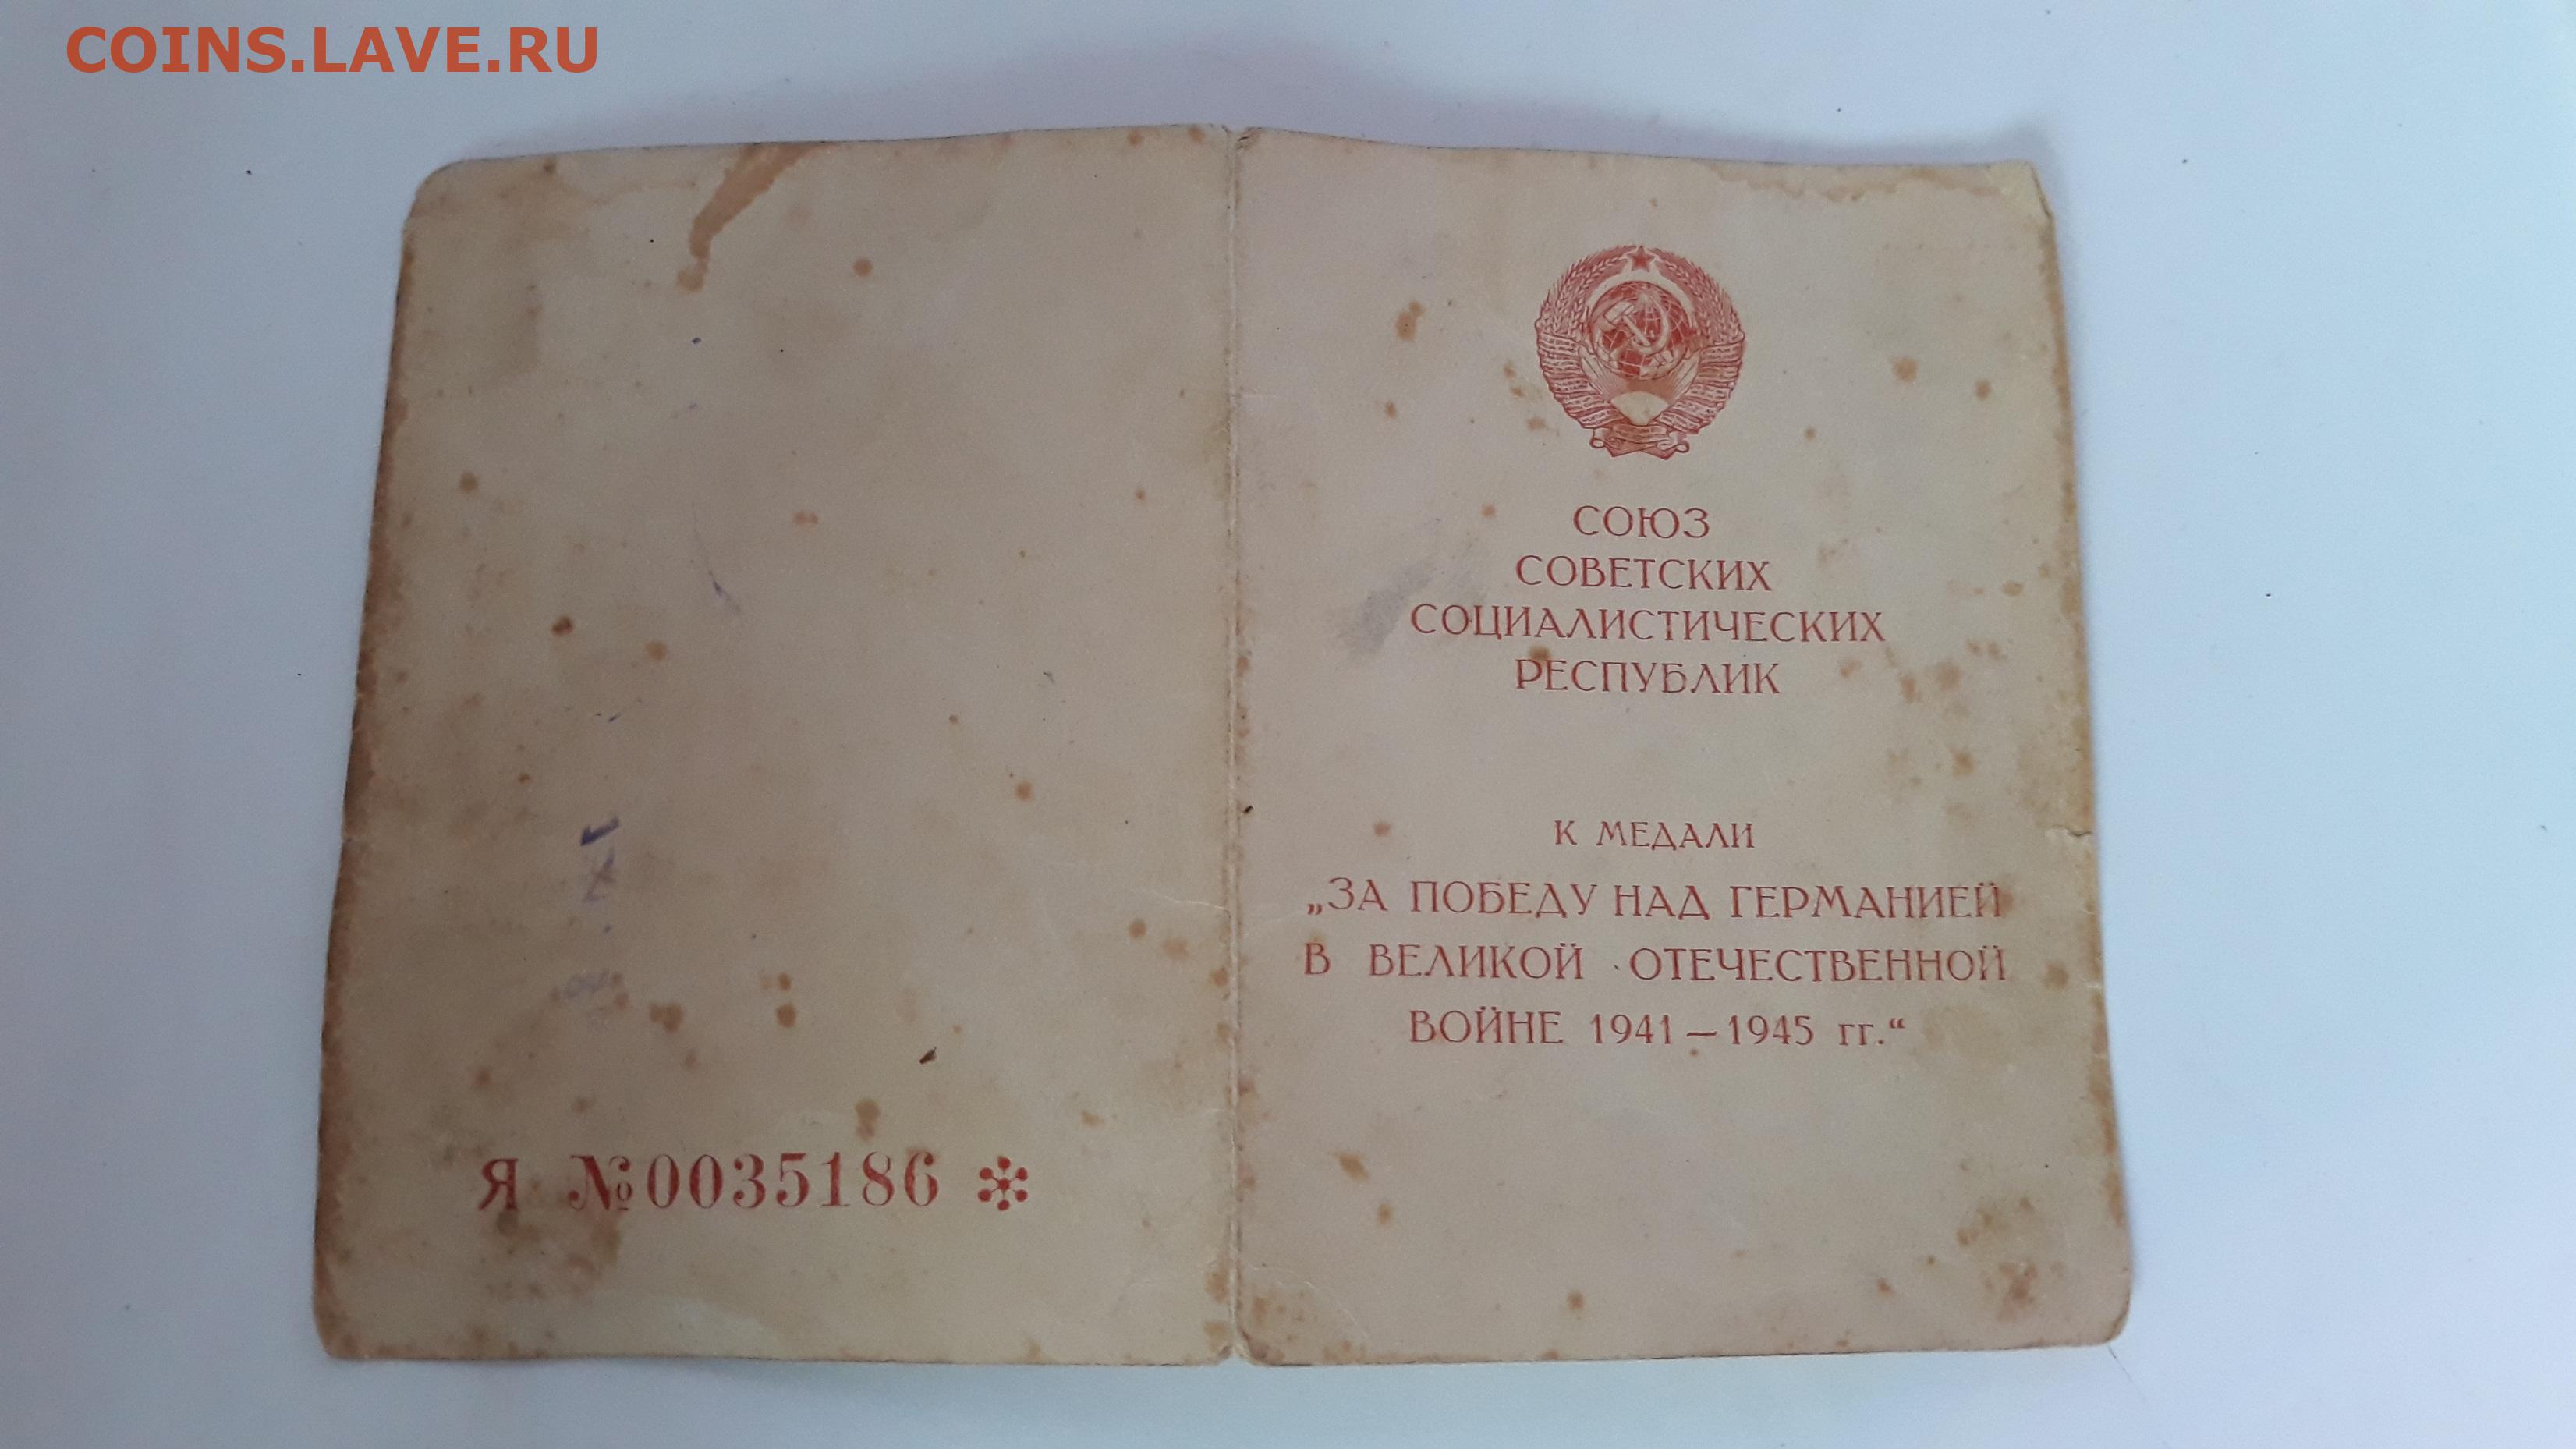 COINS.LAVE.RU
Я №0035186
СОЮЗ
СОВЕТСКИХ
СОЦИАЛИСТИЧЕСКИХ
РЕСПУБЛИК
К МЕДАЛИ
„ЗА ПОБЕДУ НАД ГЕРМАНИЕЙ
В ВЕЛИКОЙ ОТЕЧЕСТВЕННОЙ
ВОЙНЕ 1941 — 1945 гг.“